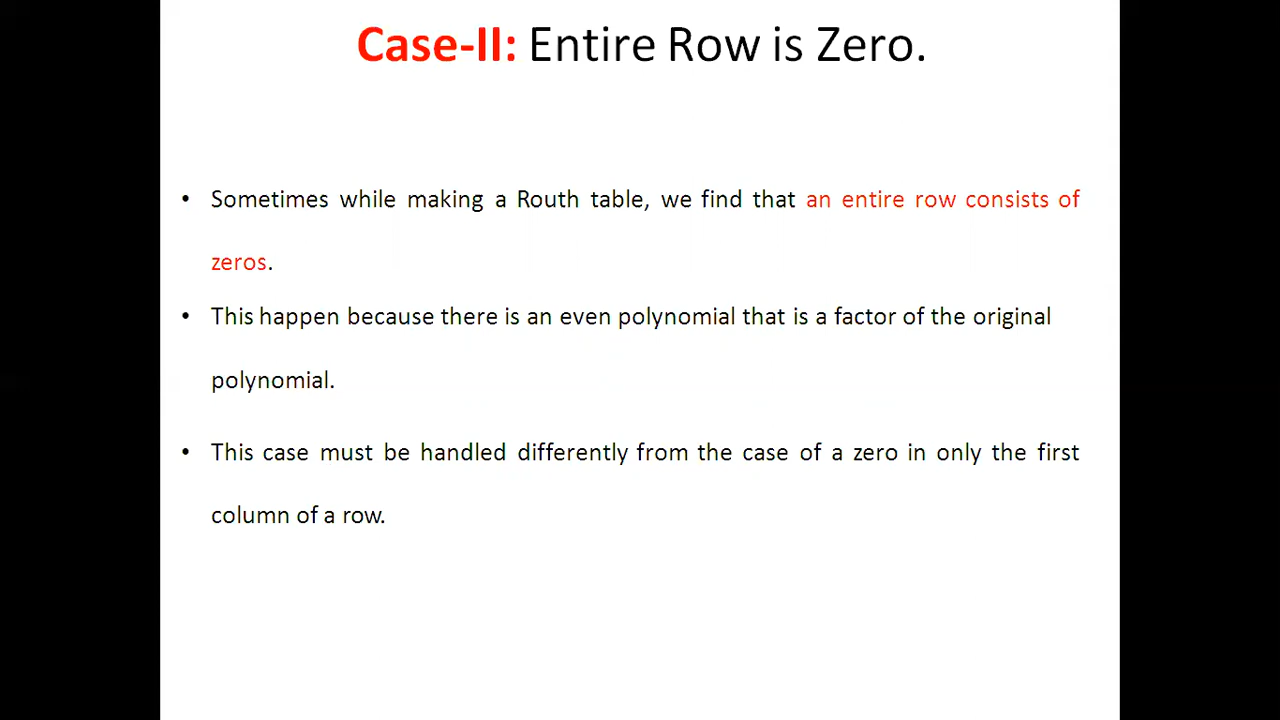 Case-II: Entire Row is Zero.
• Sometimes while making a Routh table, we find that an entire row consists of
zeros.
• This happen because there is an even polynomial that is a factor of the original
polynomial.
• This case must be handled differently from the case of a zero in only the first
column of a row.